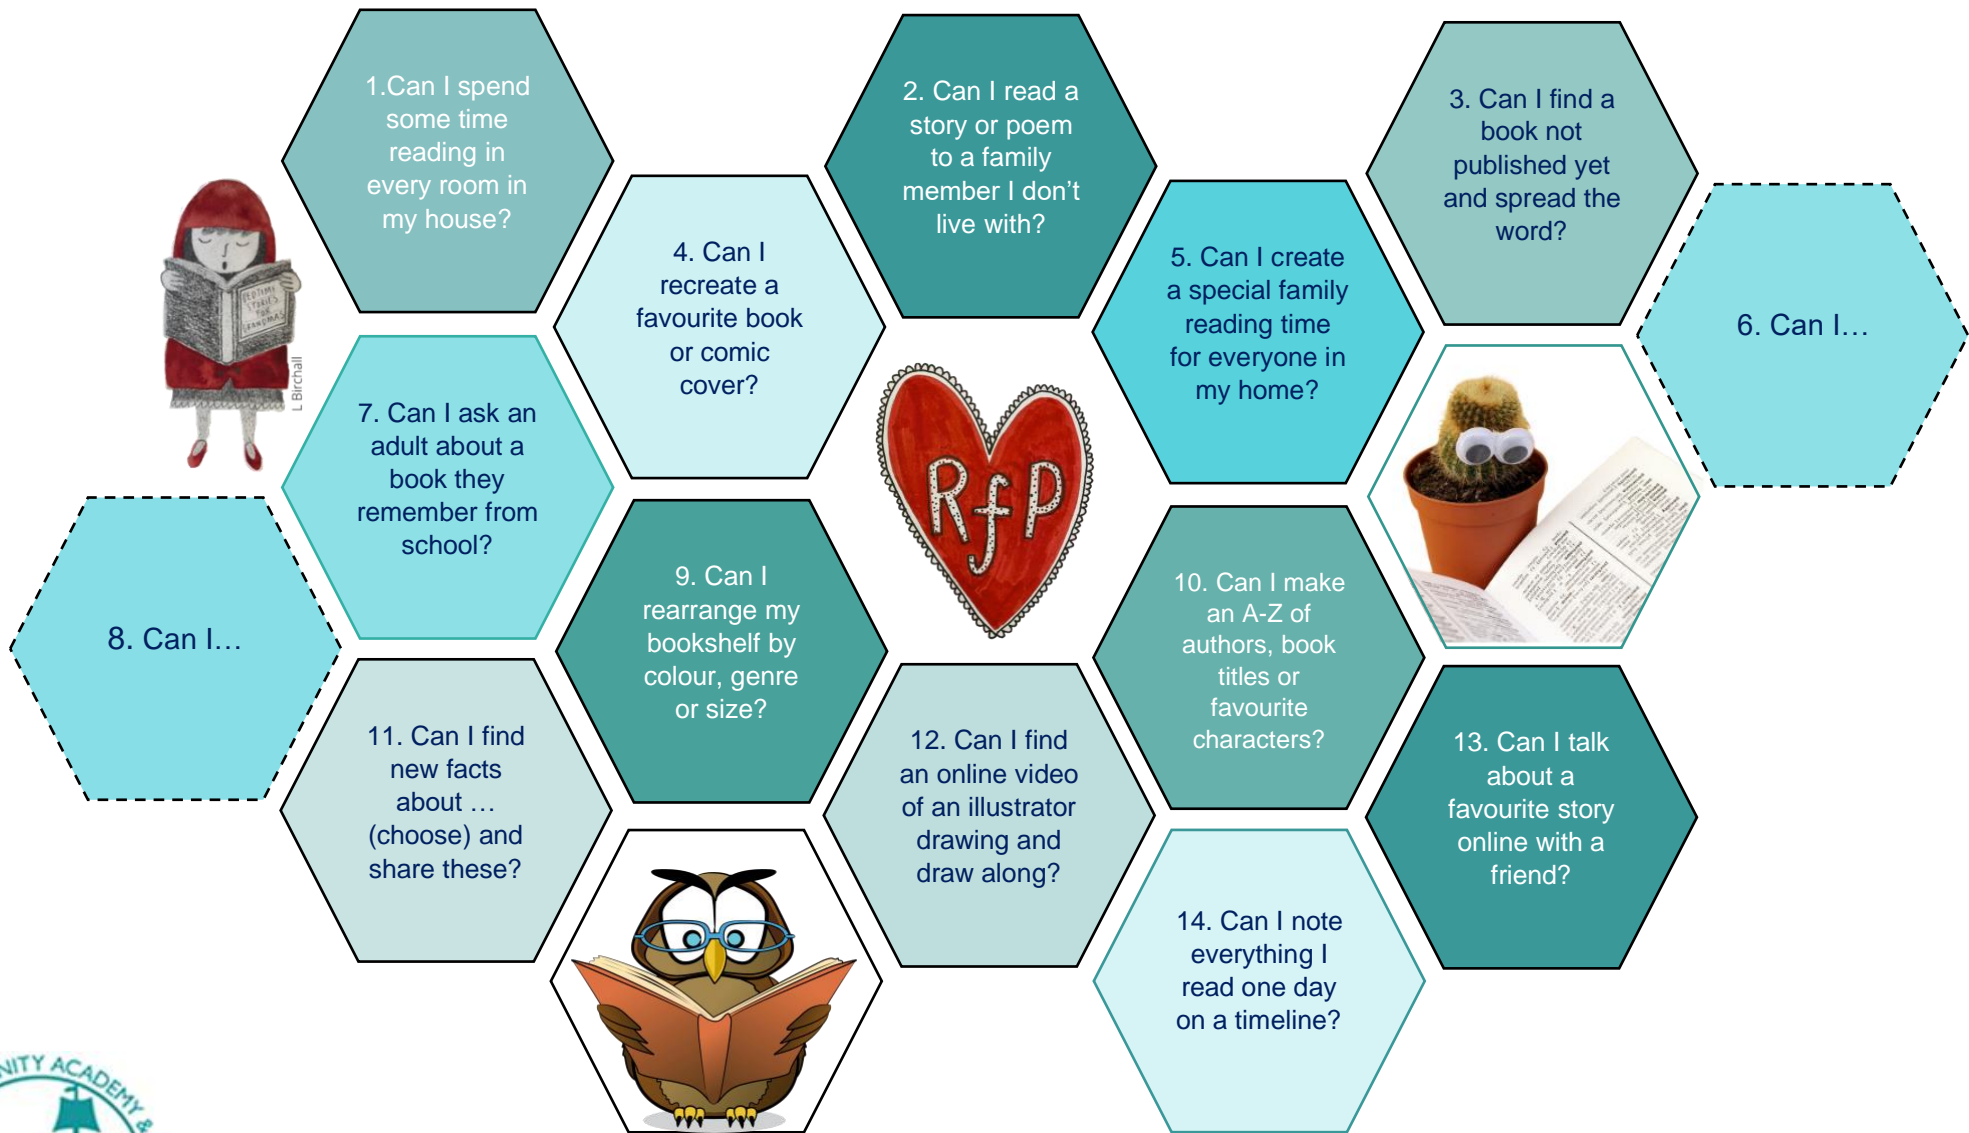 1.Can I spend
some time
reading in
every room in
my house?
2. Can I read a
story or poem
to a family
member I don't
live with?
3. Can I find a
book not
published yet
and spread the
word?
4. Can I
recreate a
favourite book
or comic
cover?
5. Can I create
a special family
reading time
for everyone in
my home?
6. Can I…
BEDTIME
STORIES
FOR
GRANDMAS
L Birchall
7. Can I ask an
adult about a
book they
remember from
school?
RfP
8. Can I…
9. Can I
rearrange my
bookshelf by
colour, genre
or size?
10. Can I make
an A-Z of
authors, book
titles or
favourite
characters?
11. Can I find
new facts
about …
(choose) and
share these?
12. Can I find
an online video
of an illustrator
drawing and
draw along?
13. Can I talk
about a
favourite story
online with a
friend?
14. Can I note
everything I
read one day
on a timeline?
NITY ACADEMY &